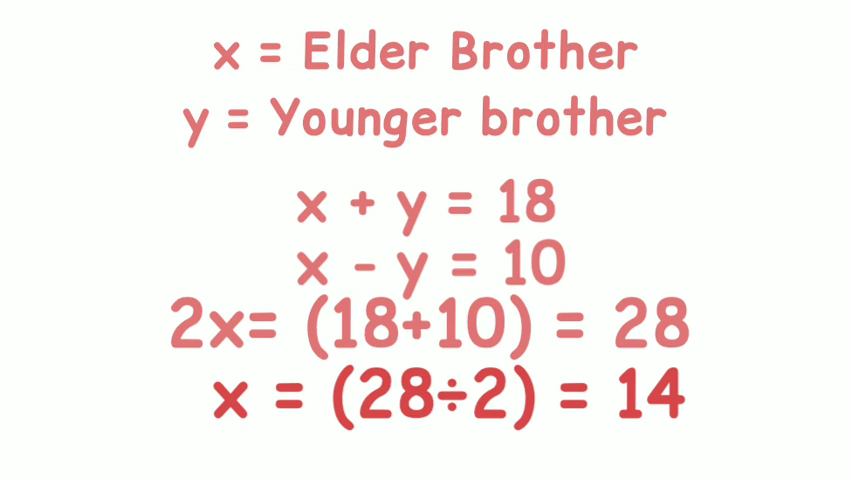 x = Elder Brother
y = Younger brother
x + y = 18
x - y = 10
2x= (18+10) = 28
x = (28÷2) = 14